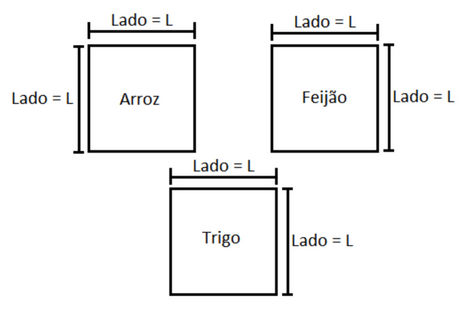 Lado = L
Lado = L
Lado = L
Arroz
Feijão
Lado = L
Lado = L
Trigo
Lado = L